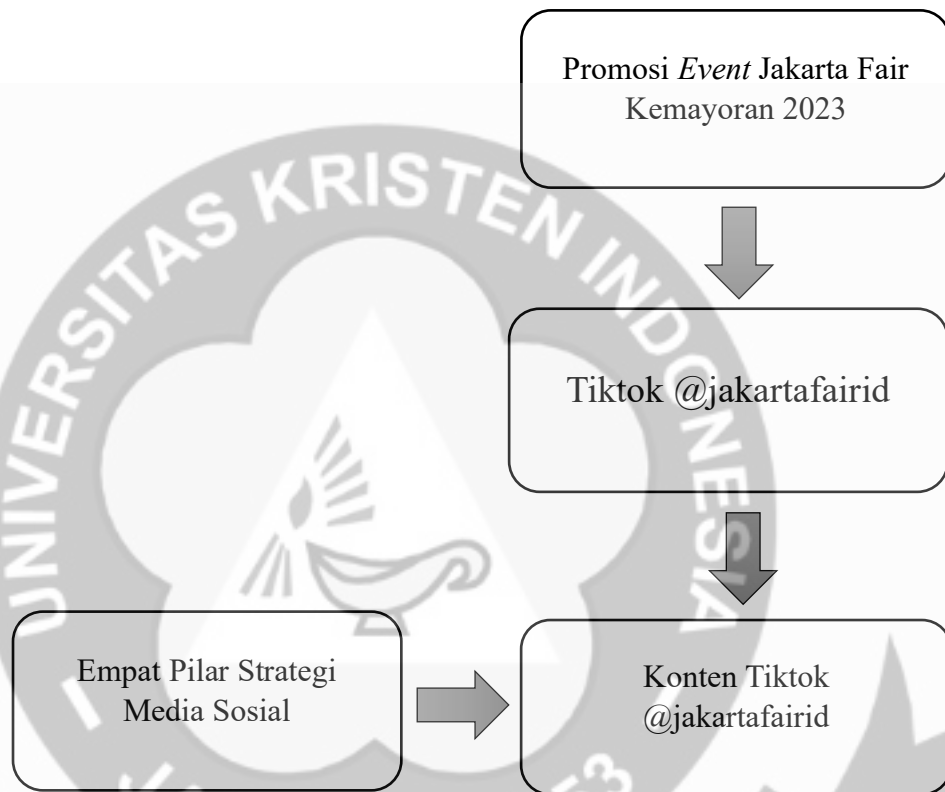 Promosi Event Jakarta Fair
Kemayoran 2023
UNIVERSITAS KRISTEN INDONESIA
Tiktok @jakartafairid
Empat Pilar Strategi
Media Sosial
Konten Tiktok
@jakartafairid